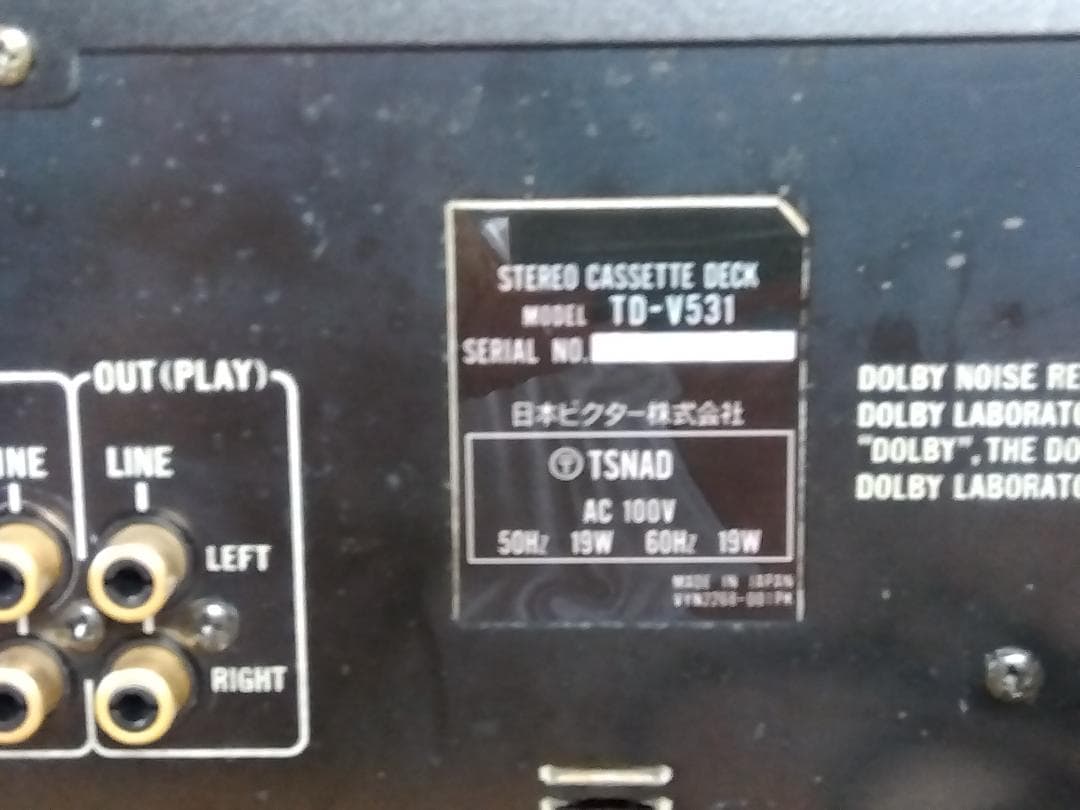 STEREO CASSETTE DECK
MODEL TD-V531
SERIAL NO.
日本ビクター株式会社
TSNAD
AC 100V
50Hz 19W 60Hz 19W
MADE IN JAPAN
OUT(PLAY)
INE
LINE
LEFT
RIGHT
DOLBY NOISE RE
DOLBY LABORATO
"DOLBY", THE DO
DOLBY LABORATO